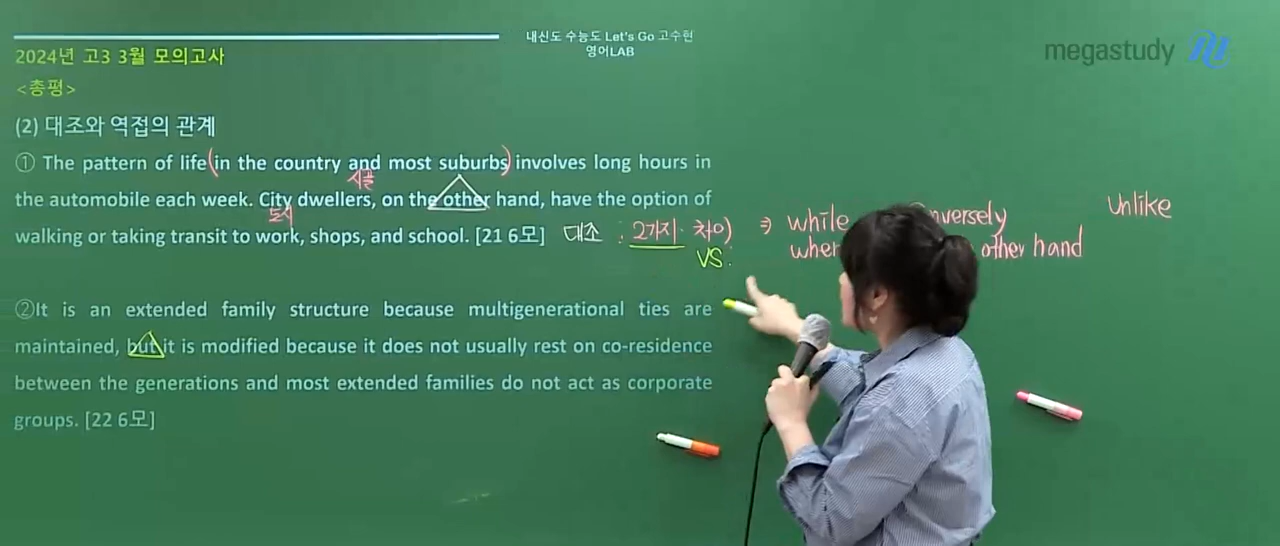 내신도 수능도 Let's Go 고수현
영어LAB
megastudy
2024년 고3 3월 모의고사
<총평>
(2) 대조와 역접의 관계
① The pattern of life (in the country and most suburbs) involves long hours in
시골
the automobile each week. City dwellers, on the other hand, have the option of
도시
walking or taking transit to work, shops, and school. [21 6모]
대조 : 2가지 차이 ⇒ while
VS.
Unlike
other hand
②It is an extended family structure because multigenerational ties are
maintained, but it is modified because it does not usually rest on co-residence
between the generations and most extended families do not act as corporate
groups. [22 6모]